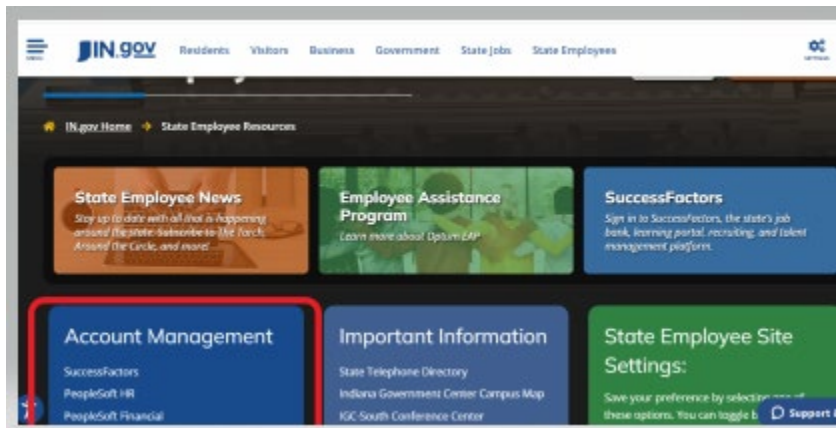 IN.gov Residents Visitors Business Government State Jobs State Employees
MENU
SETTINGS
IN.gov Home → State Employee Resources
State Employee News
Stay up to date with all that is happening
around the state. Subscribe to The Torch,
Around the Circle, and more!
Employee Assistance
Program
Learn more about Optum EAP
SuccessFactors
Sign in to SuccessFactors, the state's job
bank, learning portal, recruiting, and talent
management platform.
Account Management
SuccessFactors
PeopleSoft HR
PeopleSoft Financial
Important Information
State Telephone Directory
Indiana Government Center Campus Map
IGC-South Conference Center
State Employee Site
Settings:
Save your preference by selecting one of
these options. You can toggle b
Support